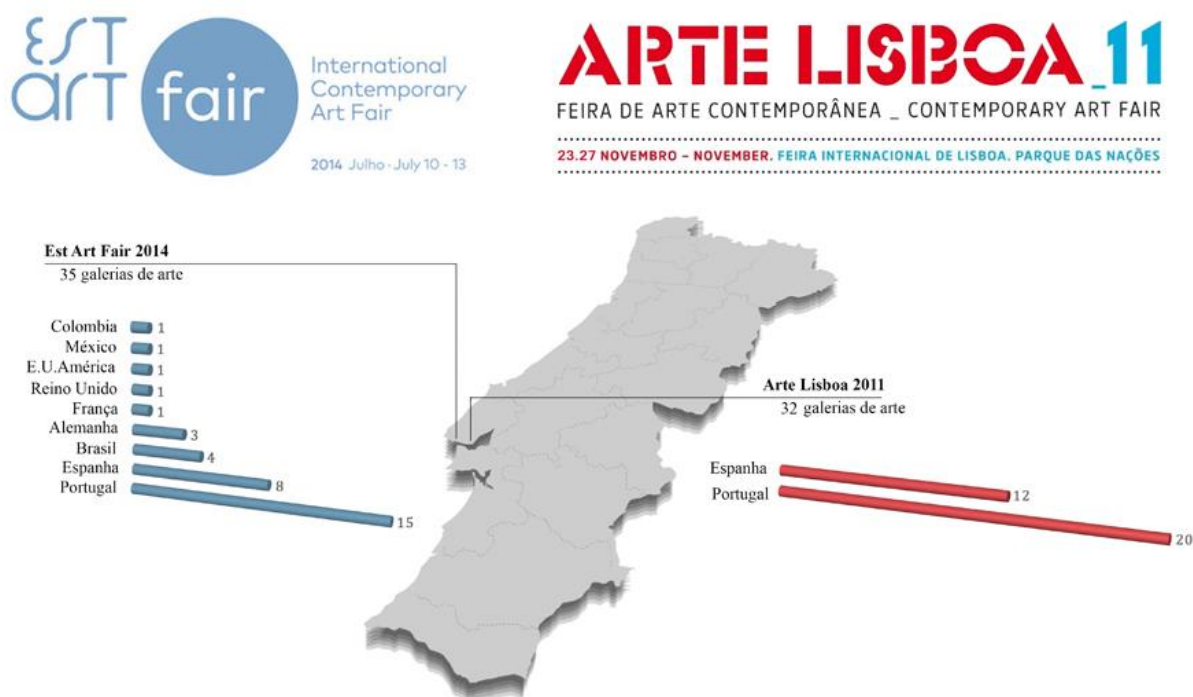 EST
ART fair
International
Contemporary
Art Fair
2014 Julho · July 10 - 13
ARTE LISBOA_11
FEIRA DE ARTE CONTEMPORÂNEA _ CONTEMPORARY ART FAIR
23.27 NOVEMBRO – NOVEMBER. FEIRA INTERNACIONAL DE LISBOA. PARQUE DAS NAÇÕES
Est Art Fair 2014
35 galerias de arte
Colombia 1
México 1
E.U.América 1
Reino Unido 1
França 1
Alemanha 3
Brasil 4
Espanha 8
Portugal 15
Arte Lisboa 2011
32 galerias de arte
Espanha 12
Portugal 20